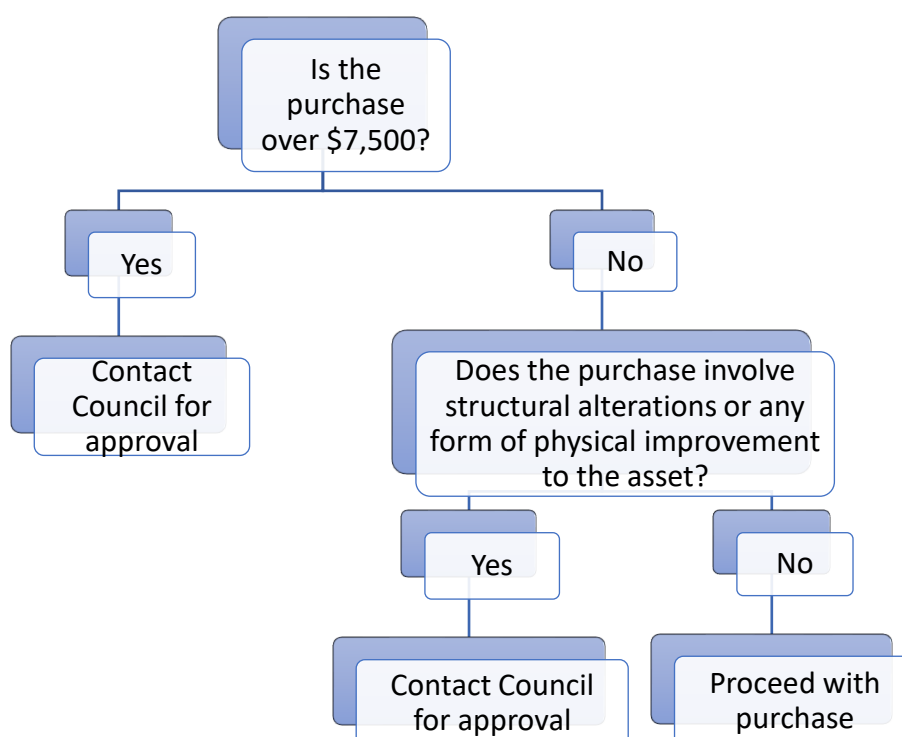 Is the
purchase
over $7,500?
Yes
No
Contact
Council for
approval
Does the purchase involve
structural alterations or any
form of physical improvement
to the asset?
Yes
No
Contact Council
for approval
Proceed with
purchase